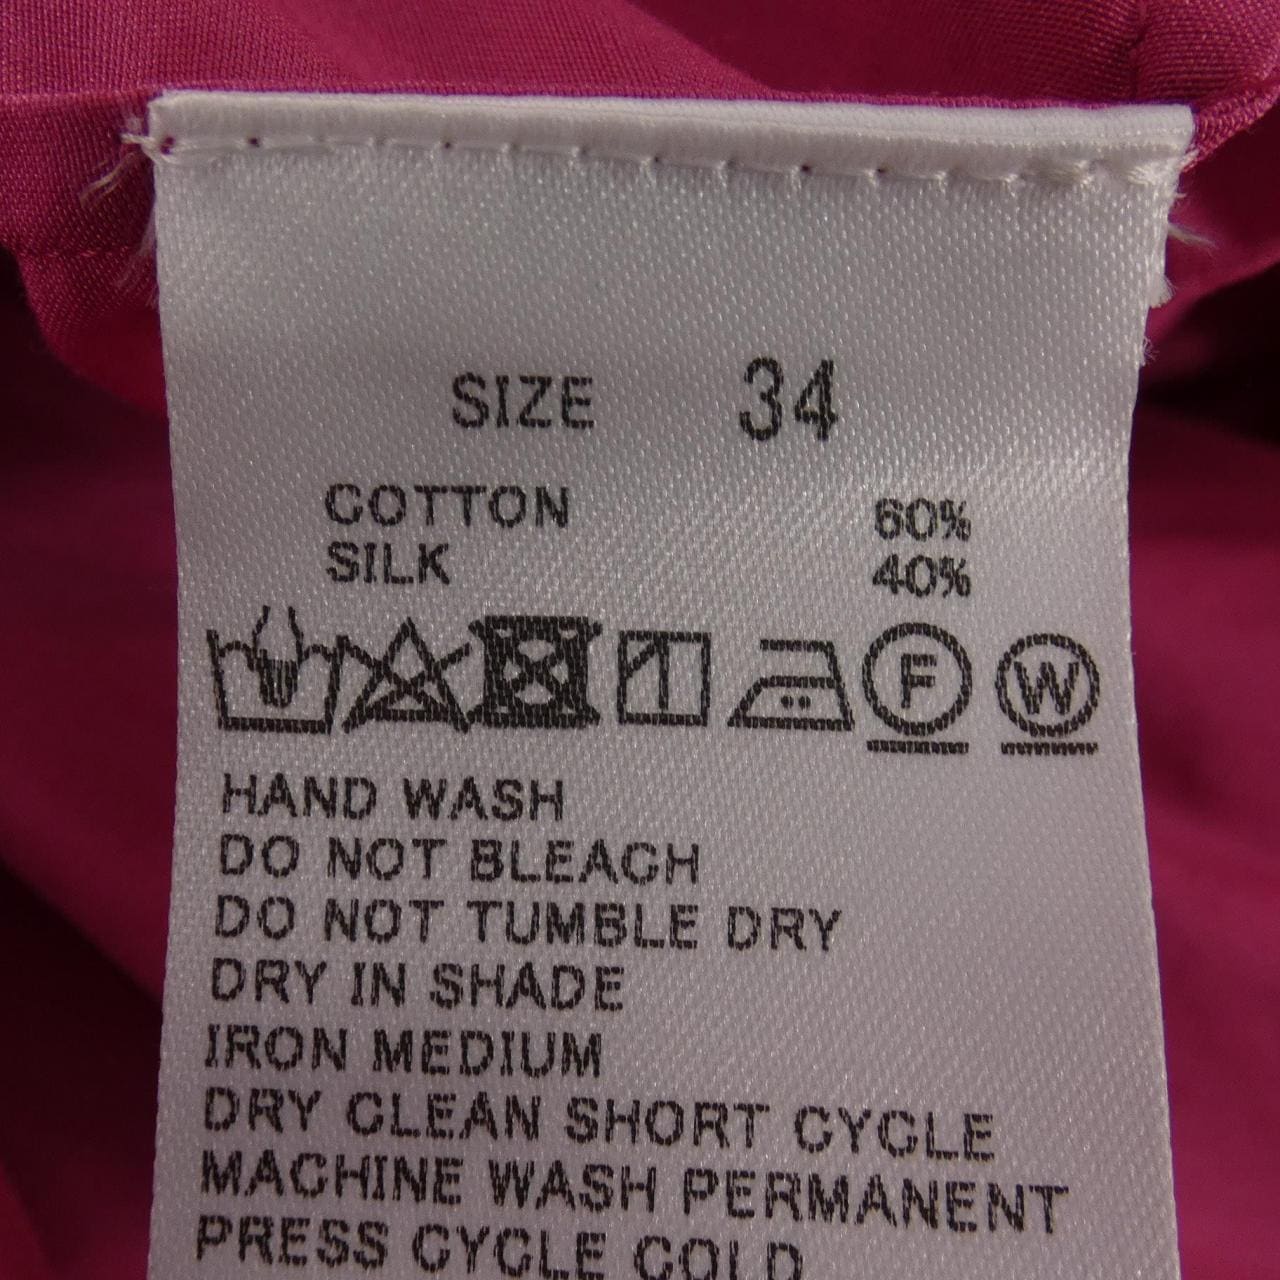 SIZE 34
COTTON 60%
SILK 40%
F W
HAND WASH
DO NOT BLEACH
DO NOT TUMBLE DRY
DRY IN SHADE
IRON MEDIUM
DRY CLEAN SHORT CYCLE
MACHINE WASH PERMANENT
PRESS CYCLE COLD